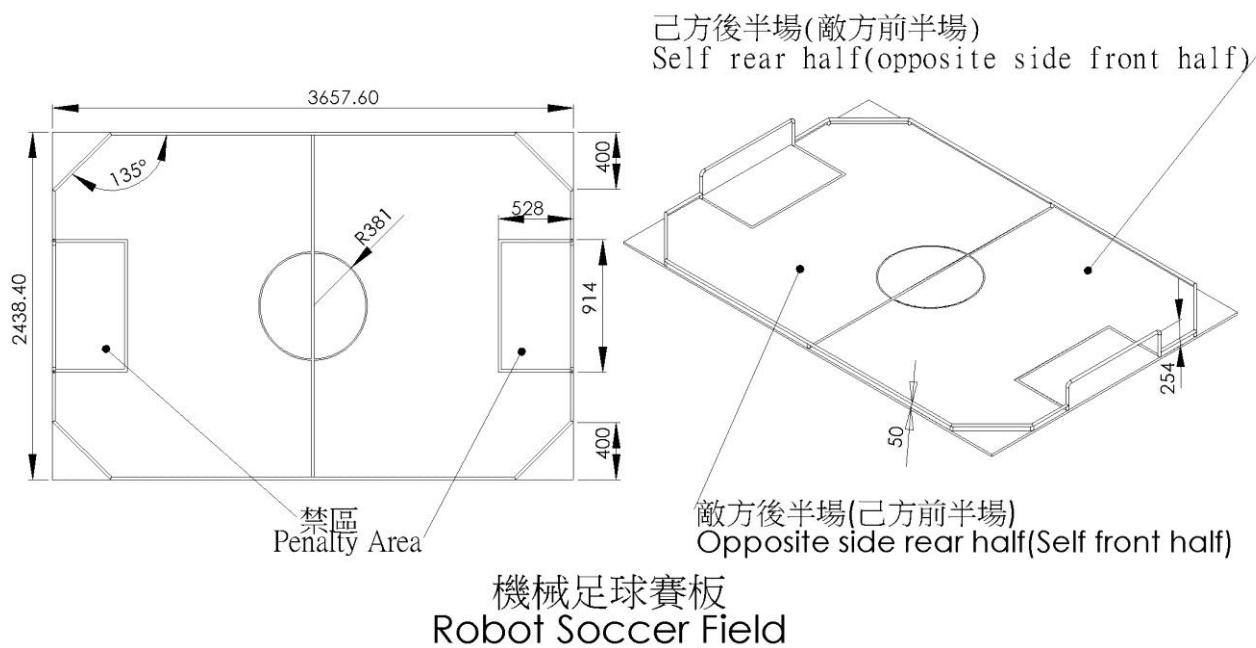 己方後半場(敵方前半場)
Self rear half(opposite side front half)
3657.60
135°
400
528
R381
2438.40
914
400
254
50
禁區
Penalty Area
敵方後半場(己方前半場)
Opposite side rear half(Self front half)
機械足球賽板
Robot Soccer Field